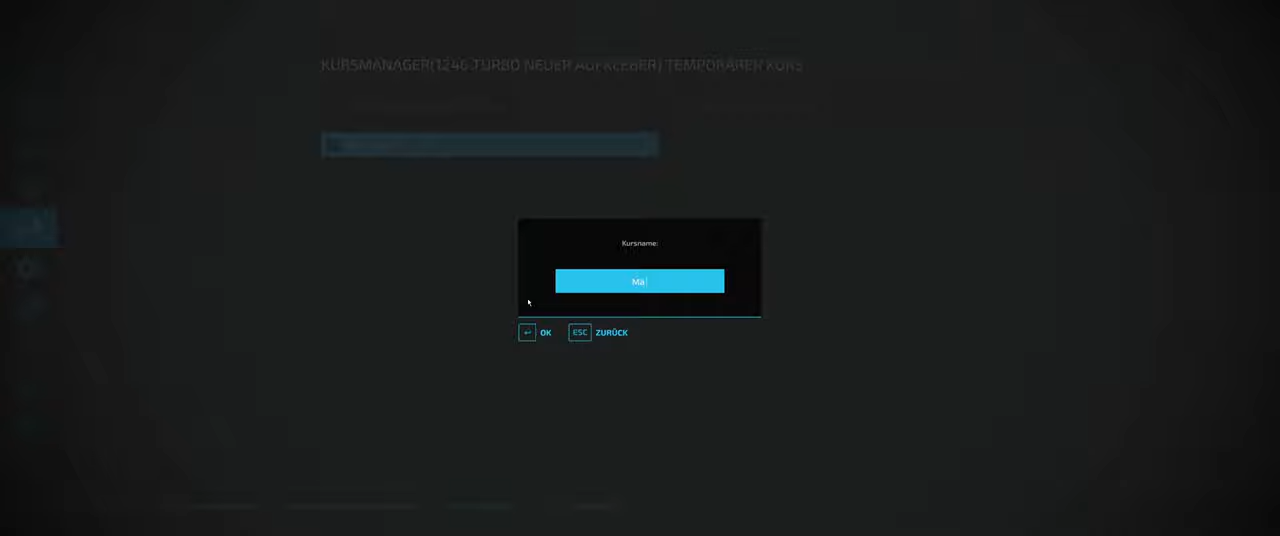 KURSMANAGER(1246 TURBO NEUER AUFKLEBER) TEMPORÄRER KURS
Kursname:
Mä
OK
ESC ZURÜCK